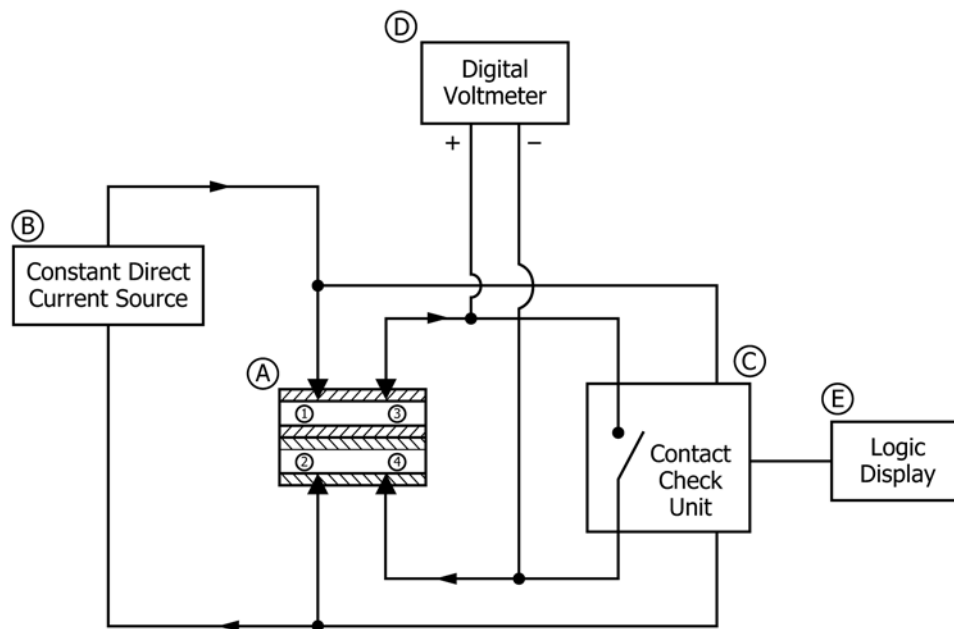 D
Digital
Voltmeter
+ −
B
Constant Direct
Current Source
A
C
1 3
2 4
Contact
Check
Unit
E
Logic
Display